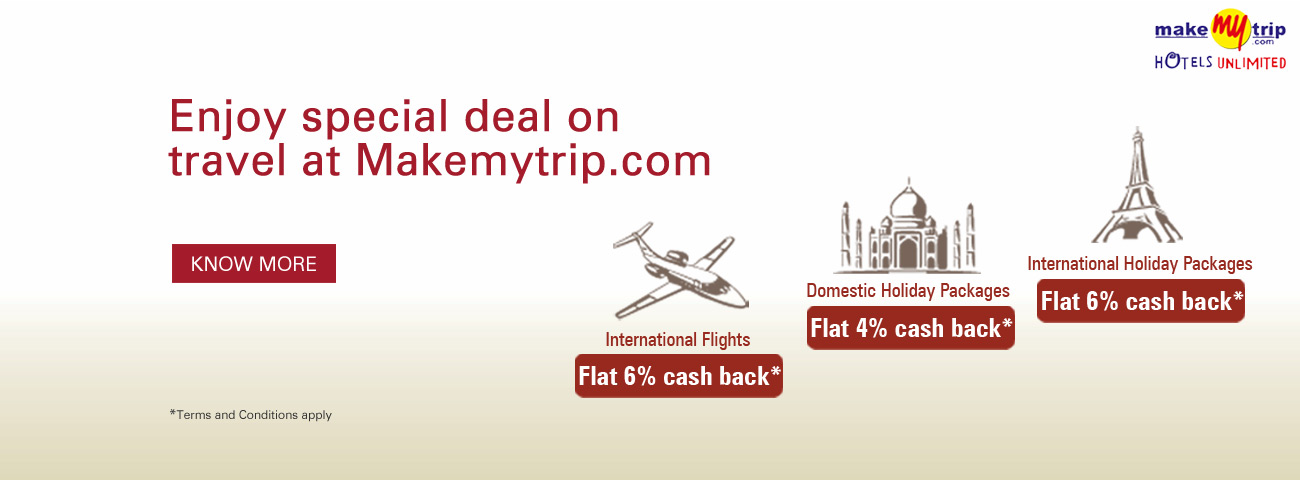 make my trip
.com
HOTELS UNLIMITED
Enjoy special deal on
travel at Makemytrip.com
KNOW MORE
International Flights
Flat 6% cash back*
Domestic Holiday Packages
Flat 4% cash back*
International Holiday Packages
Flat 6% cash back*
*Terms and Conditions apply